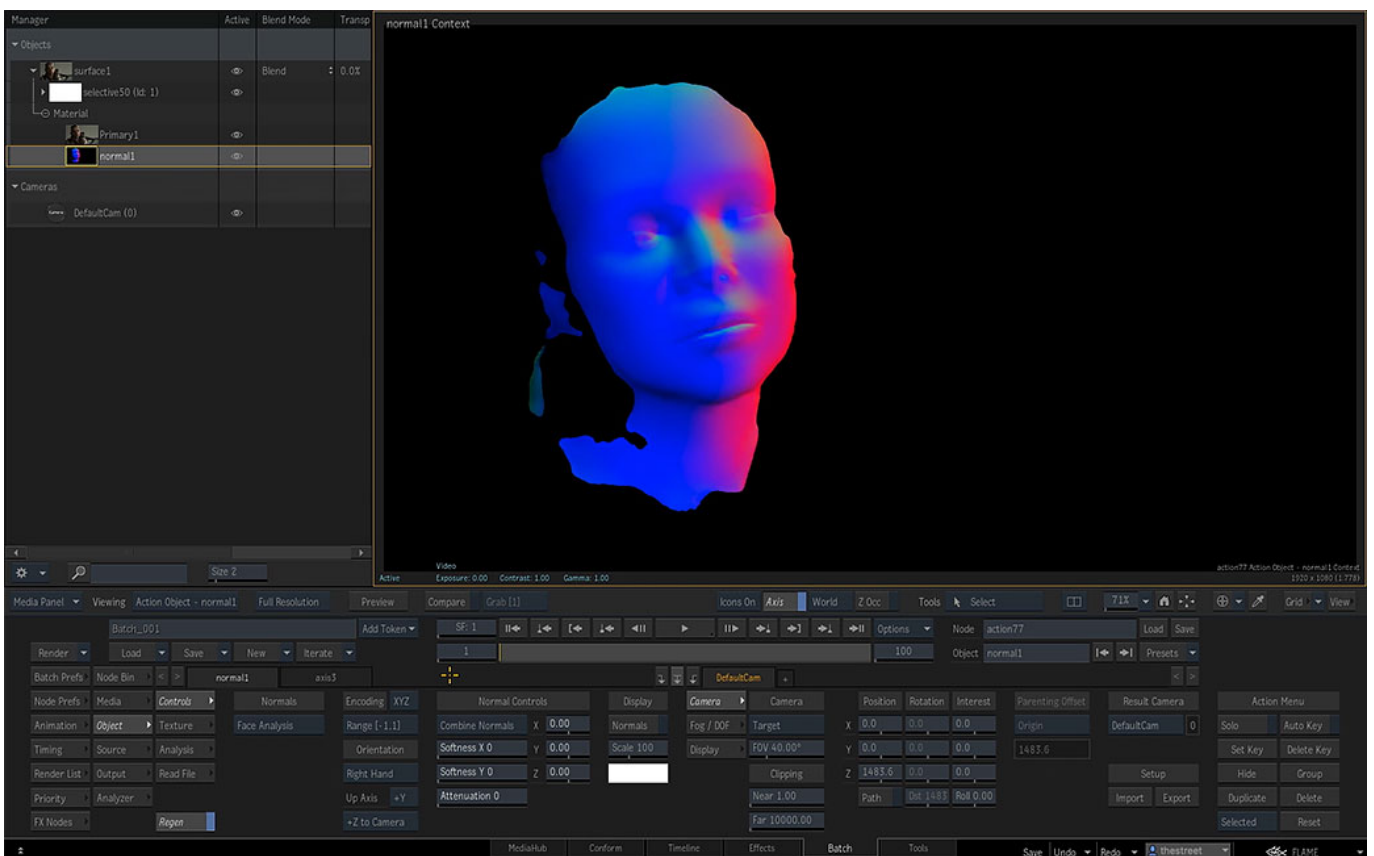 Manager Active Blend Mode Transp
normal1 Context
Objects
surface1 Blend 0.0%
selective50 (Id: 1)
Material
Primary1
normal1
Cameras
DefaultCam (0)
Size 2
Video
Active Exposure: 0.00 Contrast: 1.00 Gamma: 1.00
action77 Action Object - normal1 Context
1920 x 1080 (1.778)
Media Panel Viewing Action Object - normal1 Full Resolution Preview Compare Grab [1] Icons On Axis World Z Occ Tools Select 71% Grid View
Batch_001 Add Token SF: 1 Options Node action77 Load Save
Render Load Save New Iterate 1 100 Object normal1 Presets
Batch Prefs Node Bin < > normal1 axis3 DefaultCam + < >
Node Prefs Media Controls Normals Encoding XYZ Normal Controls Display Camera Camera Position Rotation Interest Parenting Offset Result Camera Action Menu
Animation Object Texture Face Analysis Range [-1,1] Combine Normals X 0.00 Normals Fog / DOF Target X 0.0 0.0 0.0 Origin DefaultCam 0 Solo Auto Key
Timing Source Analysis Orientation Softness X 0 Y 0.00 Scale 100 Display FOV 40.00° Y 0.0 0.0 0.0 1483.6 Set Key Delete Key
Render List Output Read File Right Hand Softness Y 0 Z 0.00 Clipping Z 1483.6 0.0 0.0 Setup Hide Group
Priority Analyzer Up Axis +Y Attenuation 0 Near 1.00 Path Dst 1483 Roll 0.00 Import Export Duplicate Delete
FX Nodes Regen +Z to Camera Far 10000.00 Selected Reset
MediaHub Conform Timeline Effects Batch Tools Save Undo Redo thestreet FLAME